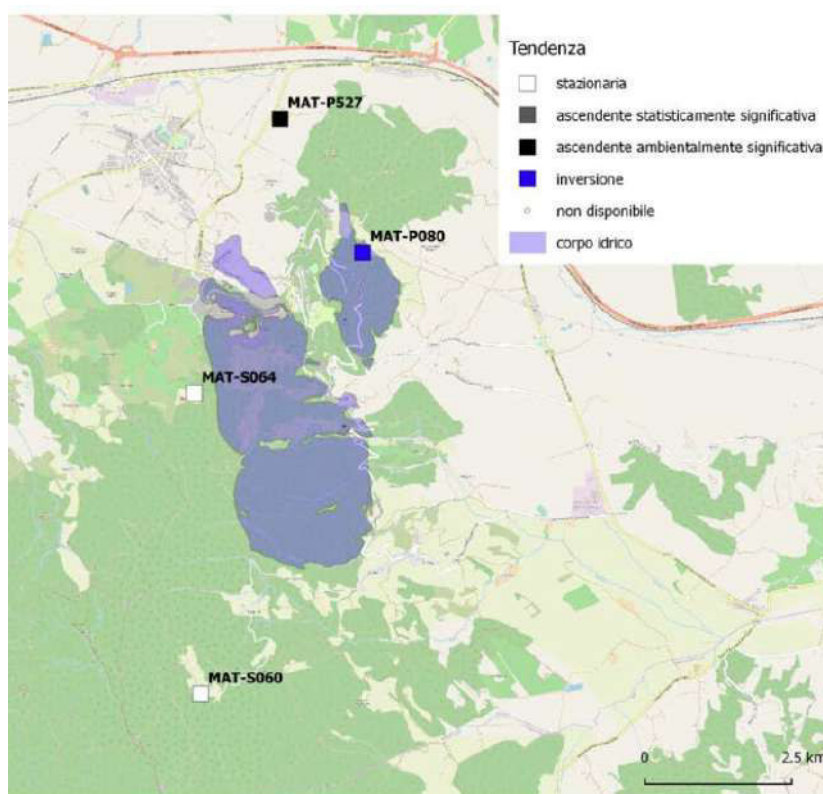 Tendenza
stazionaria
ascendente statisticamente significativa
ascendente ambientalmente significativa
inversione
non disponibile
corpo idrico
MAT-P527
MAT-P080
MAT-S064
MAT-S060
0 2.5 km